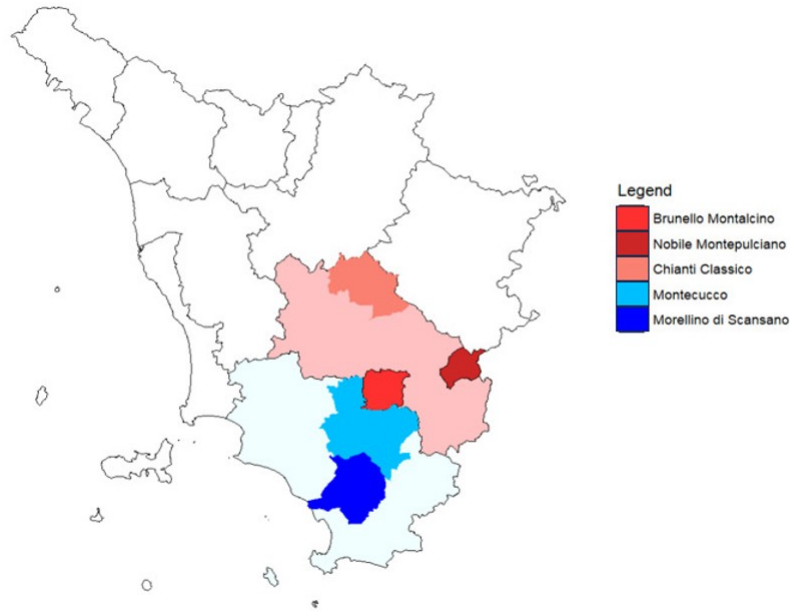 Legend
Brunello Montalcino
Nobile Montepulciano
Chianti Classico
Montecucco
Morellino di Scansano